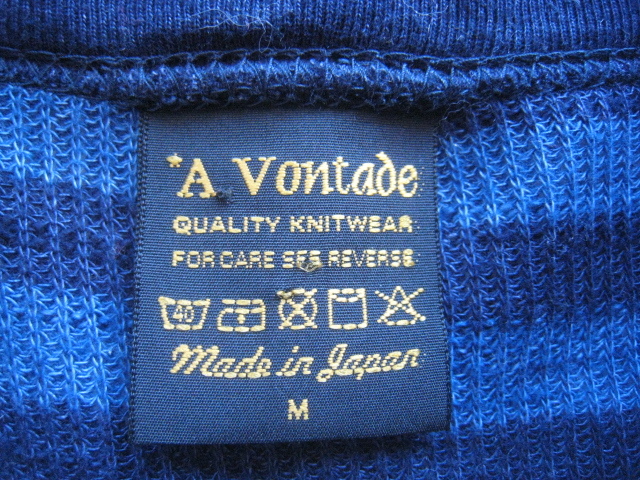 *A Vontade
QUALITY KNITWEAR
FOR CARE SEE REVERSE
40
Made in Japan
M